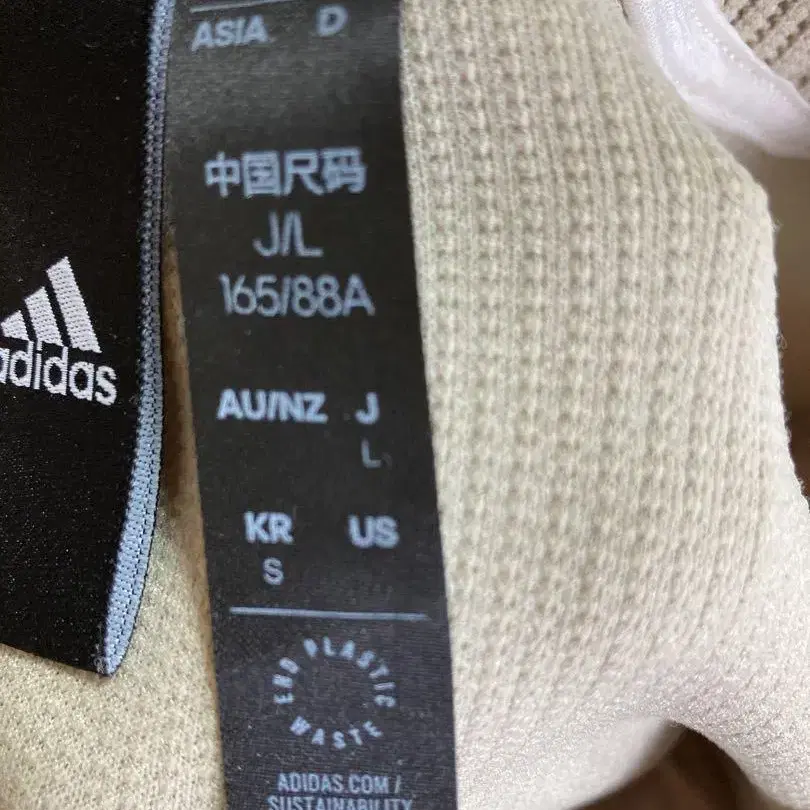 ASIA D
中国尺码
J/L
165/88A
adidas
AU/NZ J
L
KR US
S
END PLASTIC WASTE
ADIDAS.COM/
SUSTAINABILITY